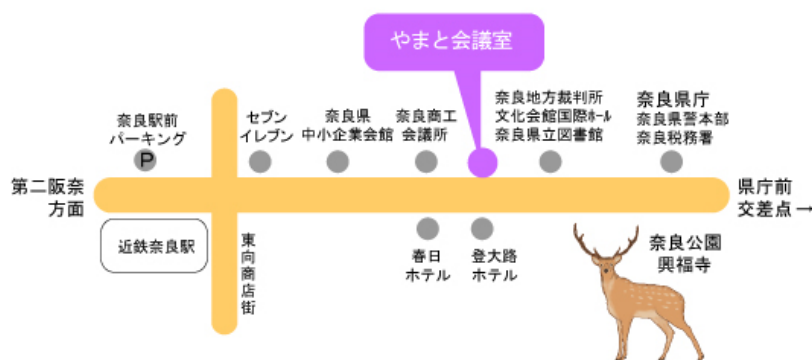 やまと会議室
奈良駅前
パーキング
P
セブン
イレブン
奈良県
中小企業会館
奈良商工
会議所
奈良地方裁判所
文化会館国際ﾎｰﾙ
奈良県立図書館
奈良県庁
奈良県警本部
奈良税務署
第二阪奈
方面
県庁前
交差点→
近鉄奈良駅
東向商店街
春日
ホテル
登大路
ホテル
奈良公園
興福寺